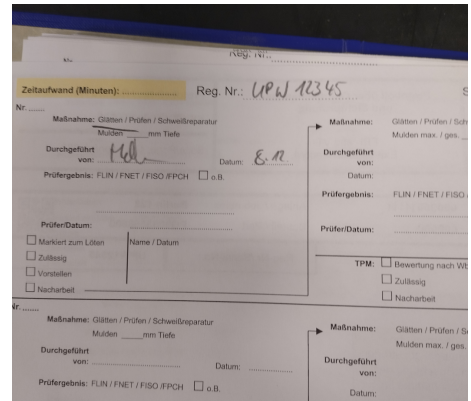 Reg. Nr.:
Zeitaufwand (Minuten): ........................
Reg. Nr.: UPW 12345
S
Nr. .......
Maßnahme: Glätten / Prüfen / Schweißreparatur
Mulden ____mm Tiefe
Durchgeführt
von:
Datum: 8.12
Prüfergebnis: FLIN / FNET / FISO /FPCH ☐ o.B.
Prüfer/Datum:
☐ Markiert zum Löten
Name / Datum
☐ Zulässig
☐ Vorstellen
☐ Nacharbeit
Maßnahme: Glätten / Prüfen / Sch
Mulden max. / ges.
Durchgeführt
von:
Datum:
Prüfergebnis: FLIN / FNET / FISO
Prüfer/Datum:
TPM: ☐ Bewertung nach Wb
☐ Zulässig
☐ Nacharbeit
Nr. .......
Maßnahme: Glätten / Prüfen / Schweißreparatur
Mulden ____mm Tiefe
Durchgeführt
von:
Datum:
Prüfergebnis: FLIN / FNET / FISO /FPCH ☐ o.B.
Maßnahme: Glätten / Prüfen / S
Mulden max. / ges.
Durchgeführt
von:
Datum: